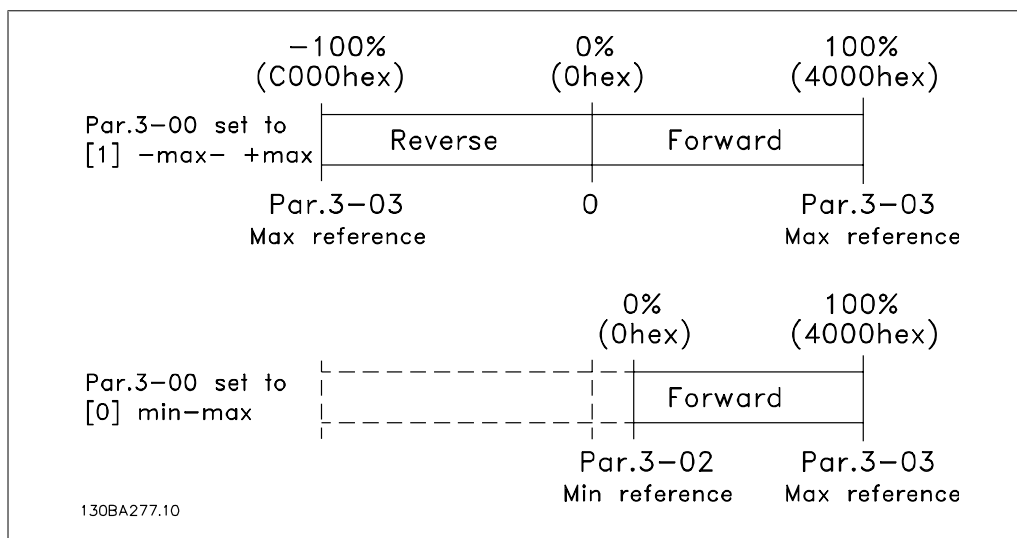 -100% 0% 100%
(C000hex) (0hex) (4000hex)
Par.3-00 set to
[1] -max- +max
Reverse Forward
Par.3-03 0 Par.3-03
Max reference Max reference
0% 100%
(0hex) (4000hex)
Par.3-00 set to
[0] min-max
Forward
Par.3-02 Par.3-03
Min reference Max reference
130BA277.10